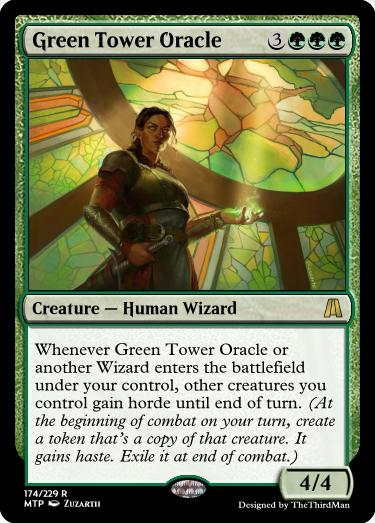 Green Tower Oracle 3
Creature — Human Wizard
Whenever Green Tower Oracle or
another Wizard enters the battlefield
under your control, other creatures you
control gain horde until end of turn. (At
the beginning of combat on your turn, create
a token that's a copy of that creature. It
gains haste. Exile it at end of combat.)
4/4
174/229 R
MTP ZUZARTH Designed by TheThirdMan